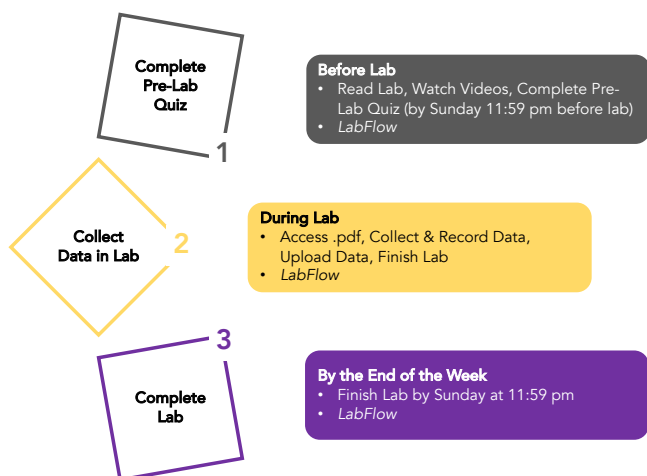 Complete
Pre-Lab
Quiz
1
Before Lab
• Read Lab, Watch Videos, Complete Pre-
Lab Quiz (by Sunday 11:59 pm before lab)
• LabFlow
Collect
Data in Lab
2
During Lab
• Access .pdf, Collect & Record Data,
Upload Data, Finish Lab
• LabFlow
3
Complete
Lab
By the End of the Week
• Finish Lab by Sunday at 11:59 pm
• LabFlow